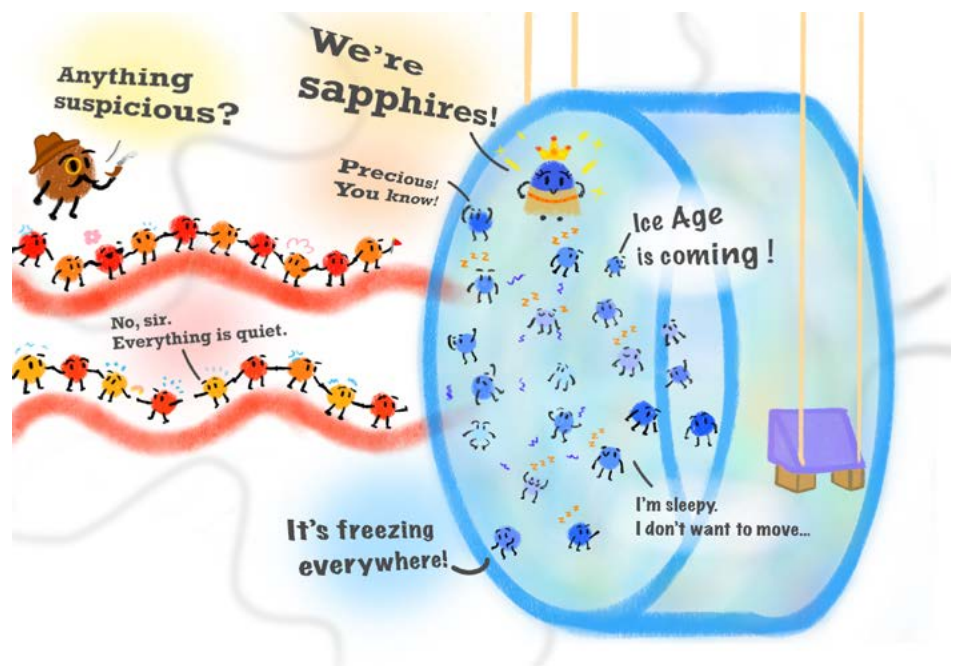 Anything
suspicious?
We're
sapphires!
Precious!
You know!
Ice Age
is coming !
No, sir.
Everything is quiet.
I'm sleepy.
I don't want to move...
It's freezing
everywhere!